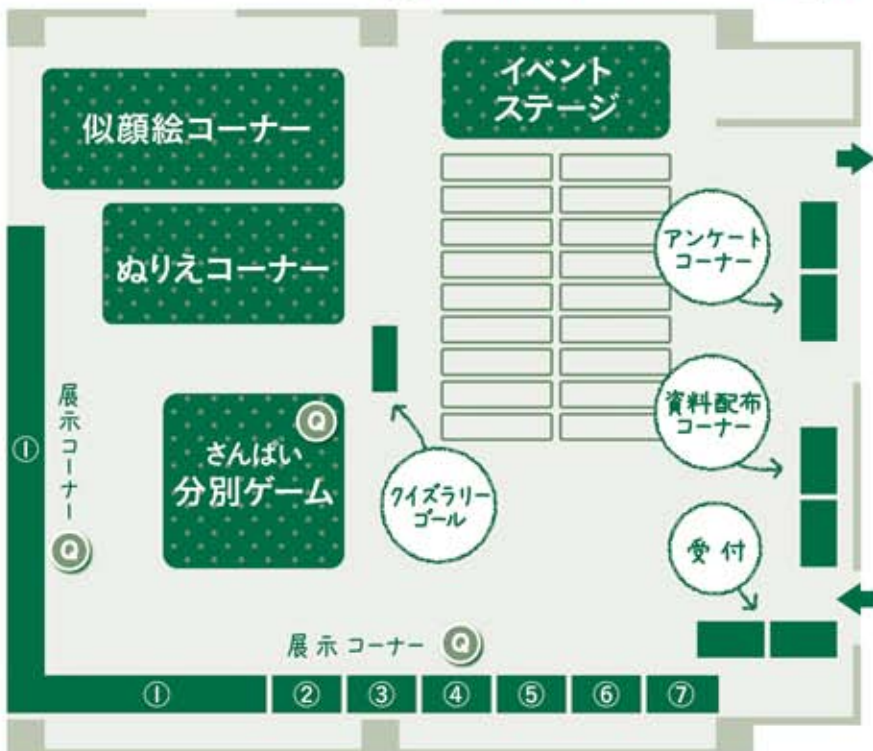 イベント
ステージ
似顔絵コーナー
アンケート
コーナー
ぬりえコーナー
展示コーナー
①
Q
さんぱい
分別ゲーム
Q
クイズラリー
ゴール
資料配布
コーナー
受付
展示コーナー
Q
①
②
③
④
⑤
⑥
⑦